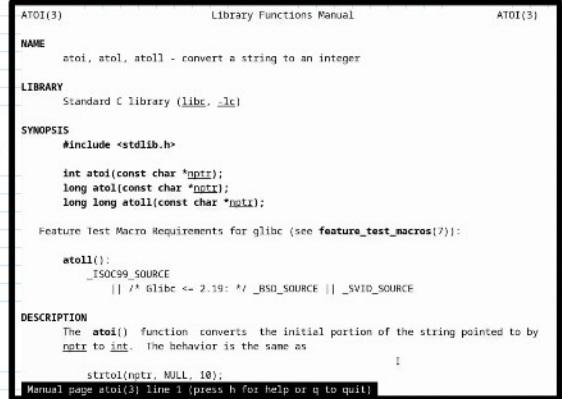 ATOI(3) Library Functions Manual ATOI(3)
NAME
atoi, atol, atoll - convert a string to an integer
LIBRARY
Standard C library (libc, -lc)
SYNOPSIS
#include <stdlib.h>
int atoi(const char *nptr);
long atol(const char *nptr);
long long atoll(const char *nptr);
Feature Test Macro Requirements for glibc (see feature_test_macros(7)):
atoll():
_ISOC99_SOURCE
|| /* Glibc <= 2.19: */ _BSD_SOURCE || _SVID_SOURCE
DESCRIPTION
The atoi() function converts the initial portion of the string pointed to by
nptr to int. The behavior is the same as
strtol(nptr, NULL, 10);
Manual page atoi(3) line 1 (press h for help or q to quit)